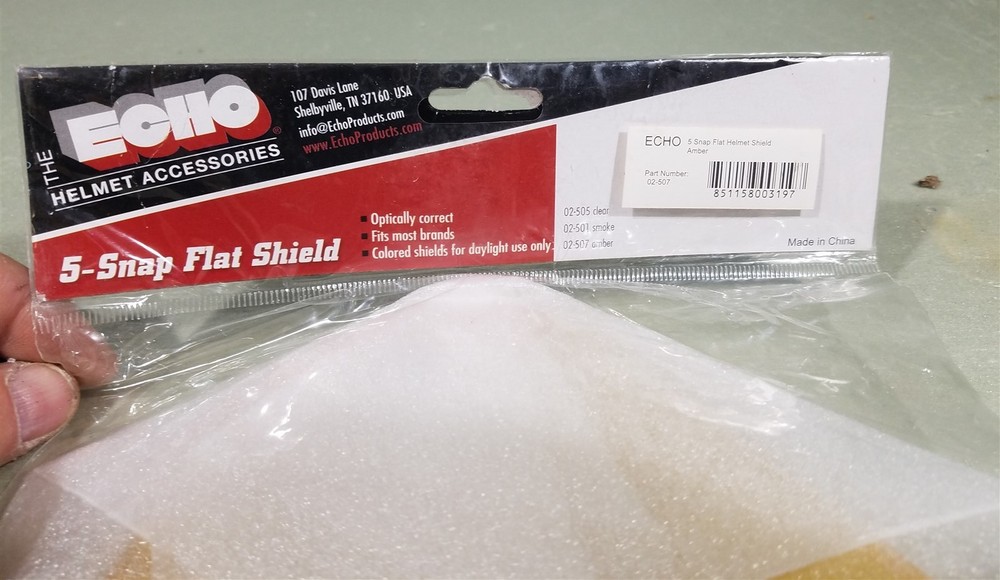 THE ECHO®
HELMET ACCESSORIES
107 Davis Lane
Shelbyville, TN 37160 USA
info@EchoProducts.com
www.EchoProducts.com
5-Snap Flat Shield
▪ Optically correct
▪ Fits most brands
▪ Colored shields for daylight use only.
02-505 clear
02-501 smoke
02-507 amber
ECHO 5 Snap Flat Helmet Shield
Amber
Part Number:
02-507
851158003197
Made in China